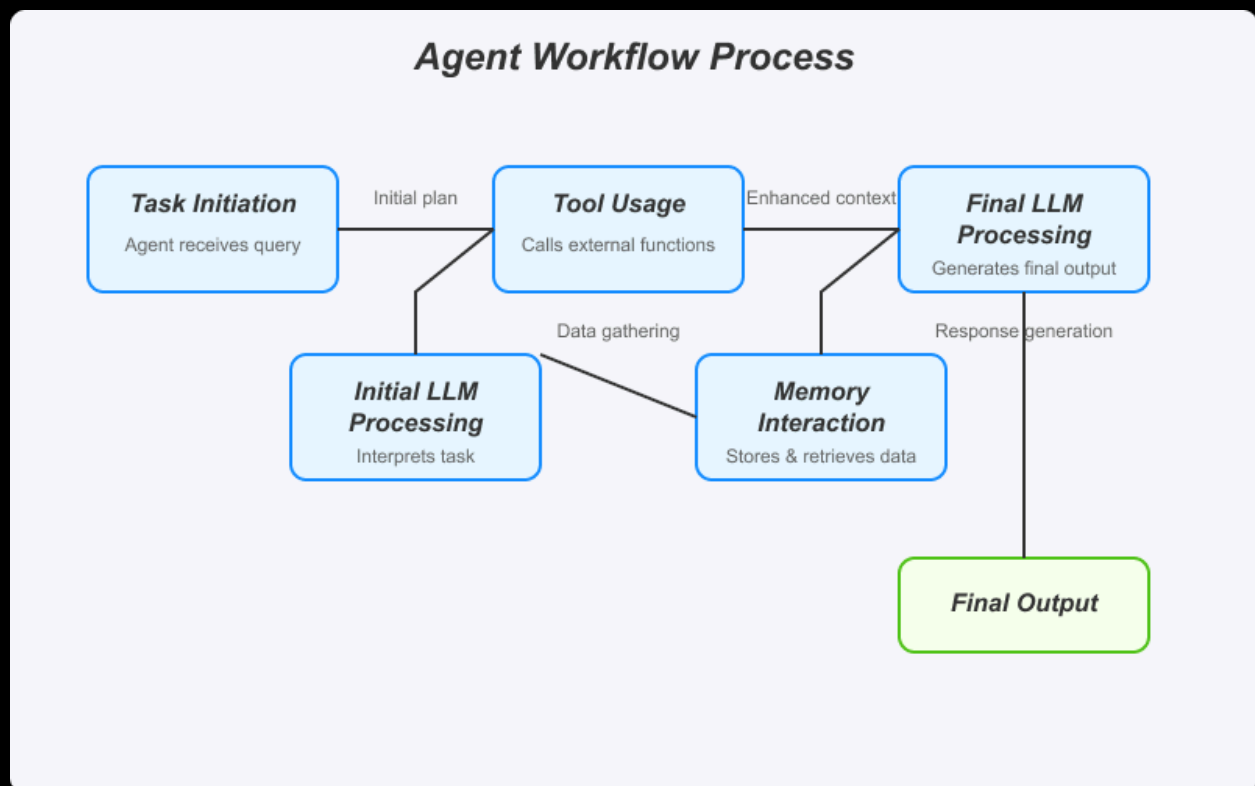 Agent Workflow Process
Task Initiation
Agent receives query
Initial plan
Tool Usage
Calls external functions
Enhanced context
Final LLM
Processing
Generates final output
Data gathering
Response generation
Initial LLM
Processing
Interprets task
Memory
Interaction
Stores & retrieves data
Final Output